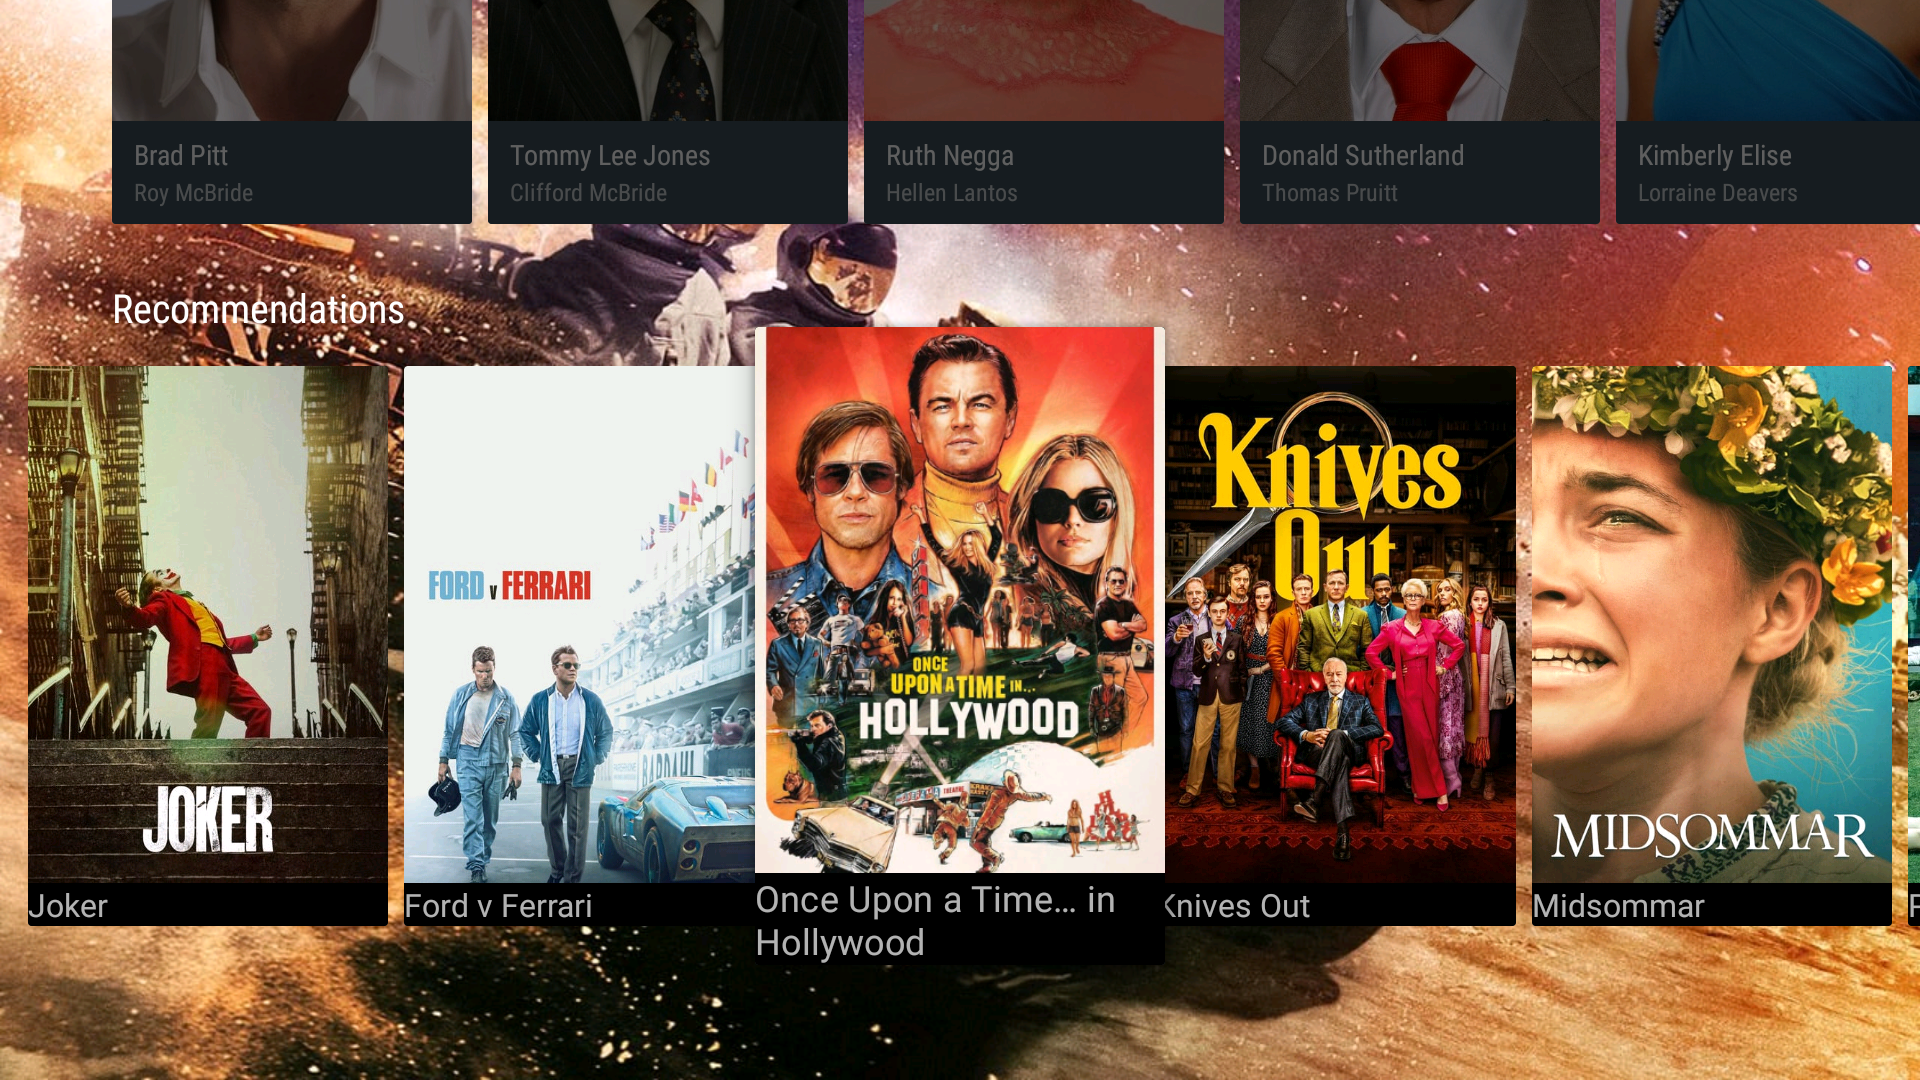 Brad Pitt
Roy McBride
Tommy Lee Jones
Clifford McBride
Ruth Negga
Hellen Lantos
Donald Sutherland
Thomas Pruitt
Kimberly Elise
Lorraine Deavers
Recommendations
JOKER
Joker
FORD v FERRARI
BARDAHL
Ford v Ferrari
ONCE
UPON A TIME IN...
HOLLYWOOD
Once Upon a Time... in
Hollywood
Knives
Out
Knives Out
MIDSOMMAR
Midsommar